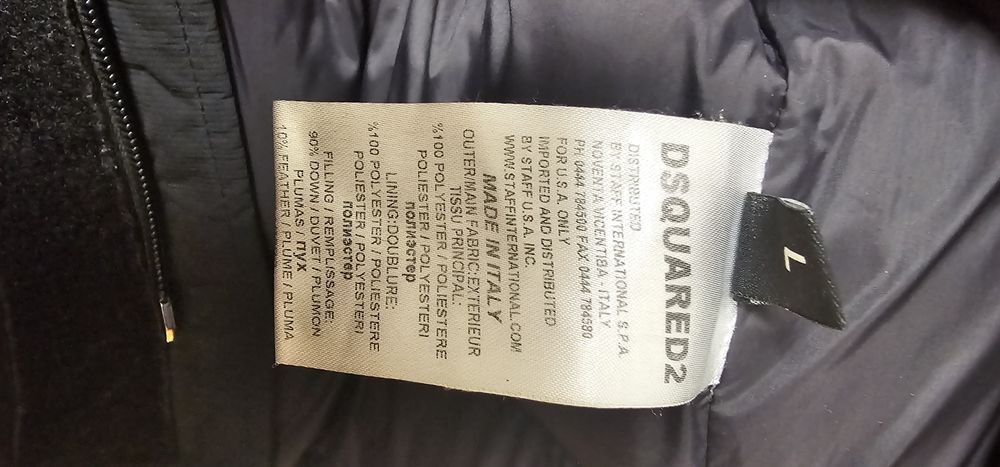 DSQUARED2
DISTRIBUTED
BY STAFF INTERNATIONAL S.P.A.
NOVENTA VICENTIBA - ITALY
PH 0444 784500 FAX 0444 784580
FOR U.S.A. ONLY
IMPORTED AND DISTRIBUTED
BY STAFF U.S.A. INC.
WWW.STAFFINTERNATIONAL.COM
MADE IN ITALY
OUTER/MAIN FABRIC:EXTERIEUR
TISSU PRINCIPAL:
%100 POLYESTER / POLIESTERE
POLIESTER / POLYESTERI
полиэстер
LINING:DOUBLURE:
%100 POLYESTER / POLIESTERE
POLIESTER / POLYESTERI
полиэстер
FILLING / REMPLISSAGE:
90% DOWN / DUVET / PLUMON
PLUMAS / пух
10% FEATHER / PLUME / PLUMA
L